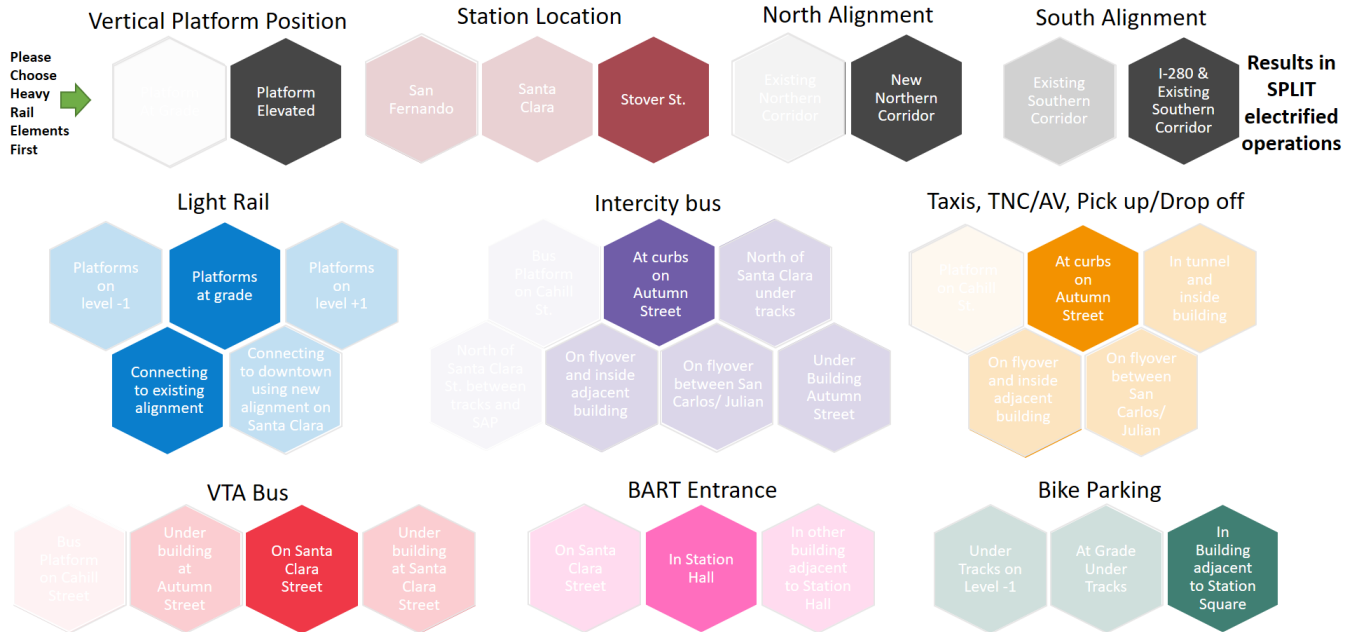 Vertical Platform Position
Station Location
North Alignment
South Alignment
Please
Choose
Heavy
Rail
Elements
First
Platform
Elevated
San
Fernando
Santa
Clara
Stover St.
Existing
Northern
Corridor
New
Northern
Corridor
Existing
Southern
Corridor
I-280 &
Existing
Southern
Corridor
Results in
SPLIT
electrified
operations
Light Rail
Intercity bus
Taxis, TNC/AV, Pick up/Drop off
Platforms
on
level -1
Platforms
at grade
Platforms
on
level +1
Connecting
to existing
alignment
Connecting
to downtown
using new
alignment on
Santa Clara
Bus
Platform
on Cahill
St.
At curbs
on
Autumn
Street
North of
Santa Clara
under
tracks
North of
Santa Clara
St. between
tracks and
SAP
On flyover
and inside
adjacent
building
On flyover
between San
Carlos/ Julian
Under
Building
Autumn
Street
Platform
on Cahill
St.
At curbs
on
Autumn
Street
In tunnel
and
inside
building
On flyover
and inside
adjacent
building
On flyover
between
San
Carlos/
Julian
VTA Bus
BART Entrance
Bike Parking
Bus
Platform
on Cahill
Street
Under
building
at
Autumn
Street
On Santa
Clara
Street
Under
building at
Santa Clara
Street
On Santa
Clara
Street
In Station
Hall
In other
building
adjacent
to Station
Hall
Under
Tracks on
Level -1
At Grade
Under
Tracks
In
Building
adjacent
to Station
Square